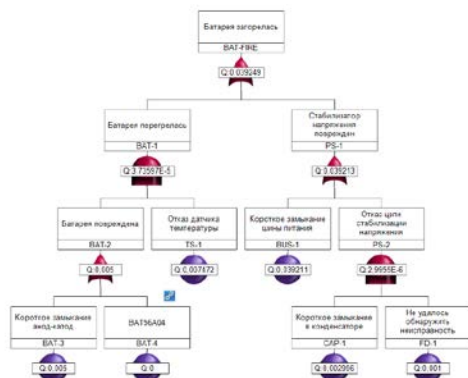 Батарея загорелась
BAT-FIRE
Q:0.039249
Батарея перегрелась
BAT-1
Q:3.73597E-5
Стабилизатор
напряжения
поврежден
PS-1
Q:0.039213
Батарея повреждена
BAT-2
Q:0.005
Отказ датчика
температуры
TS-1
Q:0.007472
Короткое замыкание
шины питания
BUS-1
Q:0.039211
Отказ цепи
стабилизации
напряжения
PS-2
Q:2.9955E-6
Короткое замыкание
анод-катод
BAT-3
Q:0.005
BAT56A04
BAT-4
Q:0
Короткое замыкание
в конденсаторе
CAP-1
Q:0.002996
Не удалось
обнаружить
неисправность
FD-1
Q:0.001